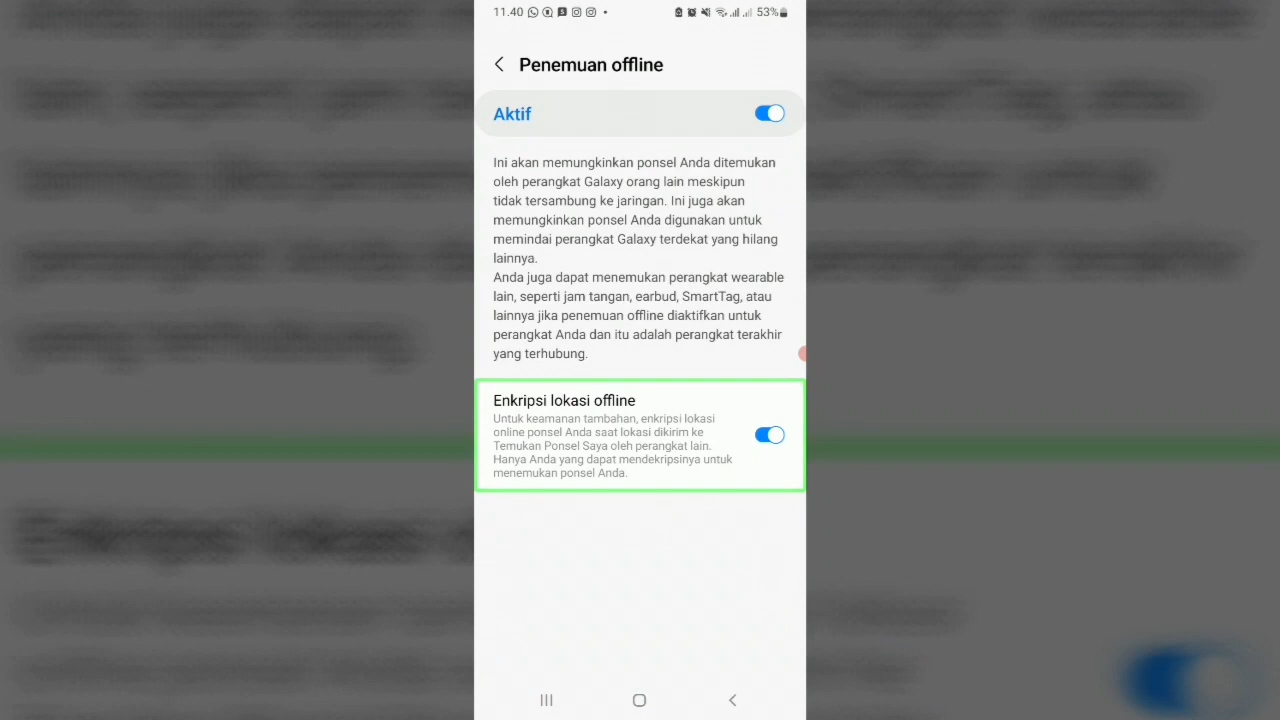 11.40
53%
Penemuan offline
Aktif
Ini akan memungkinkan ponsel Anda ditemukan
oleh perangkat Galaxy orang lain meskipun
tidak tersambung ke jaringan. Ini juga akan
memungkinkan ponsel Anda digunakan untuk
memindai perangkat Galaxy terdekat yang hilang
lainnya.
Anda juga dapat menemukan perangkat wearable
lain, seperti jam tangan, earbud, SmartTag, atau
lainnya jika penemuan offline diaktifkan untuk
perangkat Anda dan itu adalah perangkat terakhir
yang terhubung.
Enkripsi lokasi offline
Untuk keamanan tambahan, enkripsi lokasi
online ponsel Anda saat lokasi dikirim ke
Temukan Ponsel Saya oleh perangkat lain.
Hanya Anda yang dapat mendekripsinya untuk
menemukan ponsel Anda.